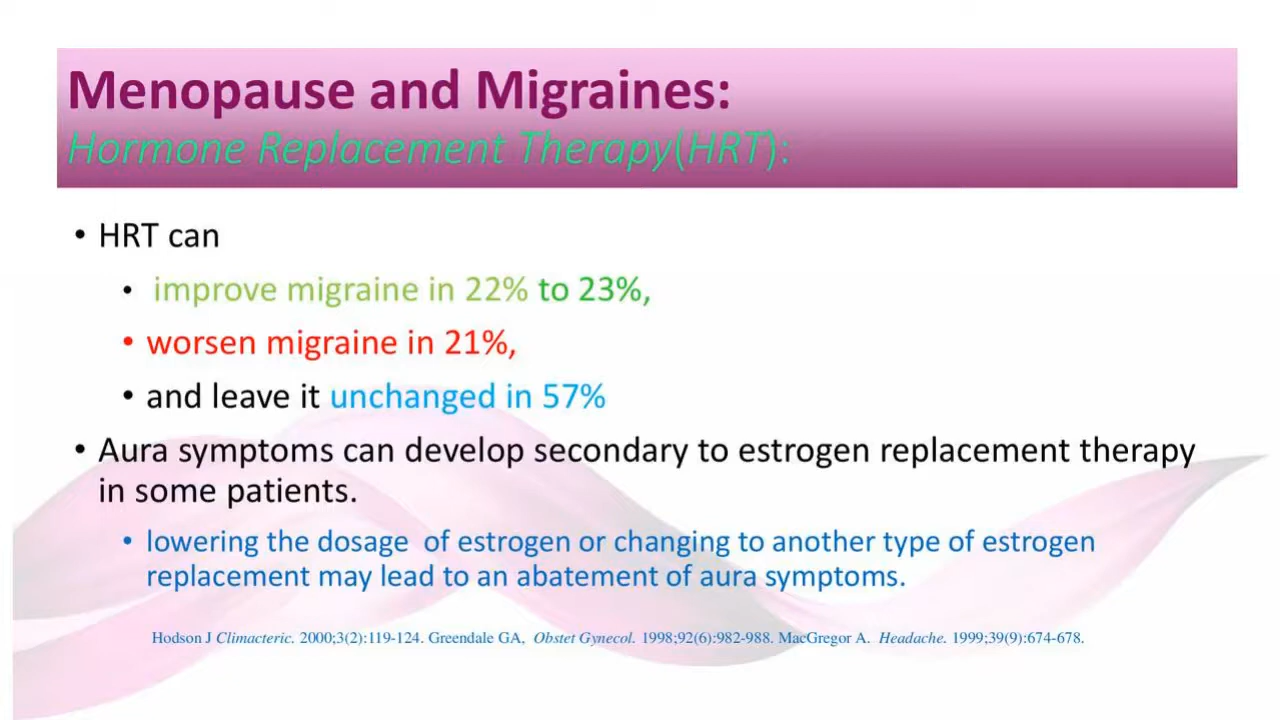 Menopause and Migraines:
Hormone Replacement Therapy(HRT):
• HRT can
• improve migraine in 22% to 23%,
• worsen migraine in 21%,
• and leave it unchanged in 57%
• Aura symptoms can develop secondary to estrogen replacement therapy
in some patients.
• lowering the dosage of estrogen or changing to another type of estrogen
replacement may lead to an abatement of aura symptoms.
Hodson J Climacteric. 2000;3(2):119-124. Greendale GA, Obstet Gynecol. 1998;92(6):982-988. MacGregor A. Headache. 1999;39(9):674-678.